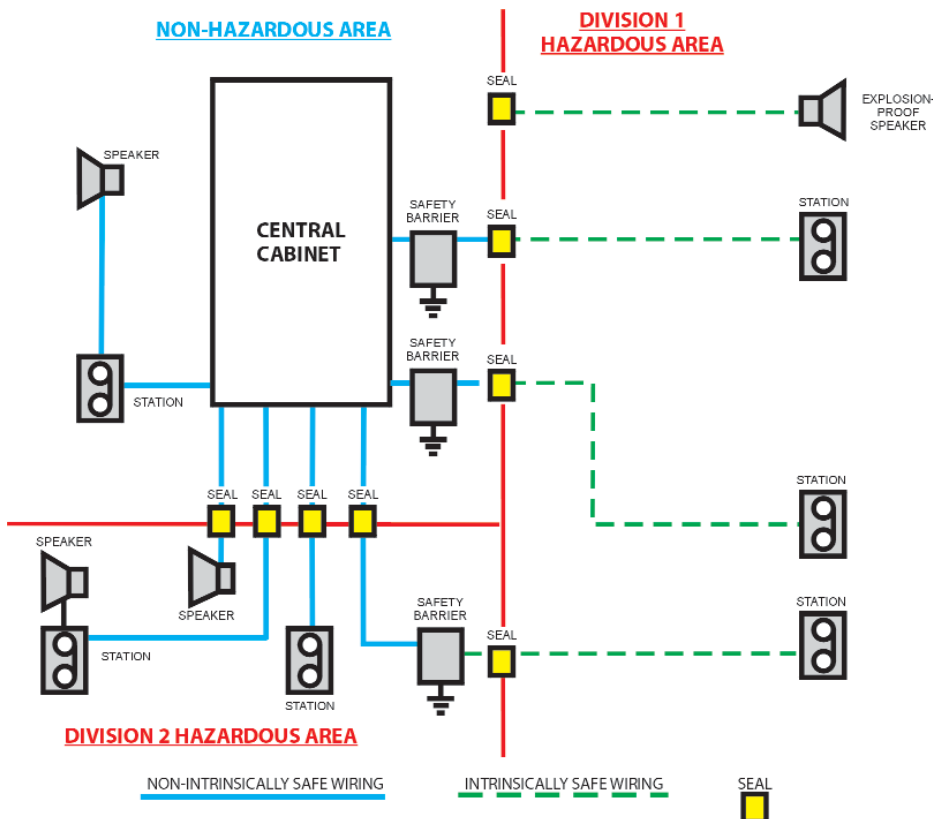 NON-HAZARDOUS AREA
DIVISION 1
HAZARDOUS AREA
SEAL
EXPLOSION-
PROOF
SPEAKER
SPEAKER
CENTRAL
CABINET
SAFETY
BARRIER
SEAL
STATION
SAFETY
BARRIER
SEAL
STATION
STATION
SEAL
SEAL
SEAL
SEAL
SPEAKER
SPEAKER
STATION
STATION
SAFETY
BARRIER
SEAL
STATION
DIVISION 2 HAZARDOUS AREA
NON-INTRINSICALLY SAFE WIRING
INTRINSICALLY SAFE WIRING
SEAL